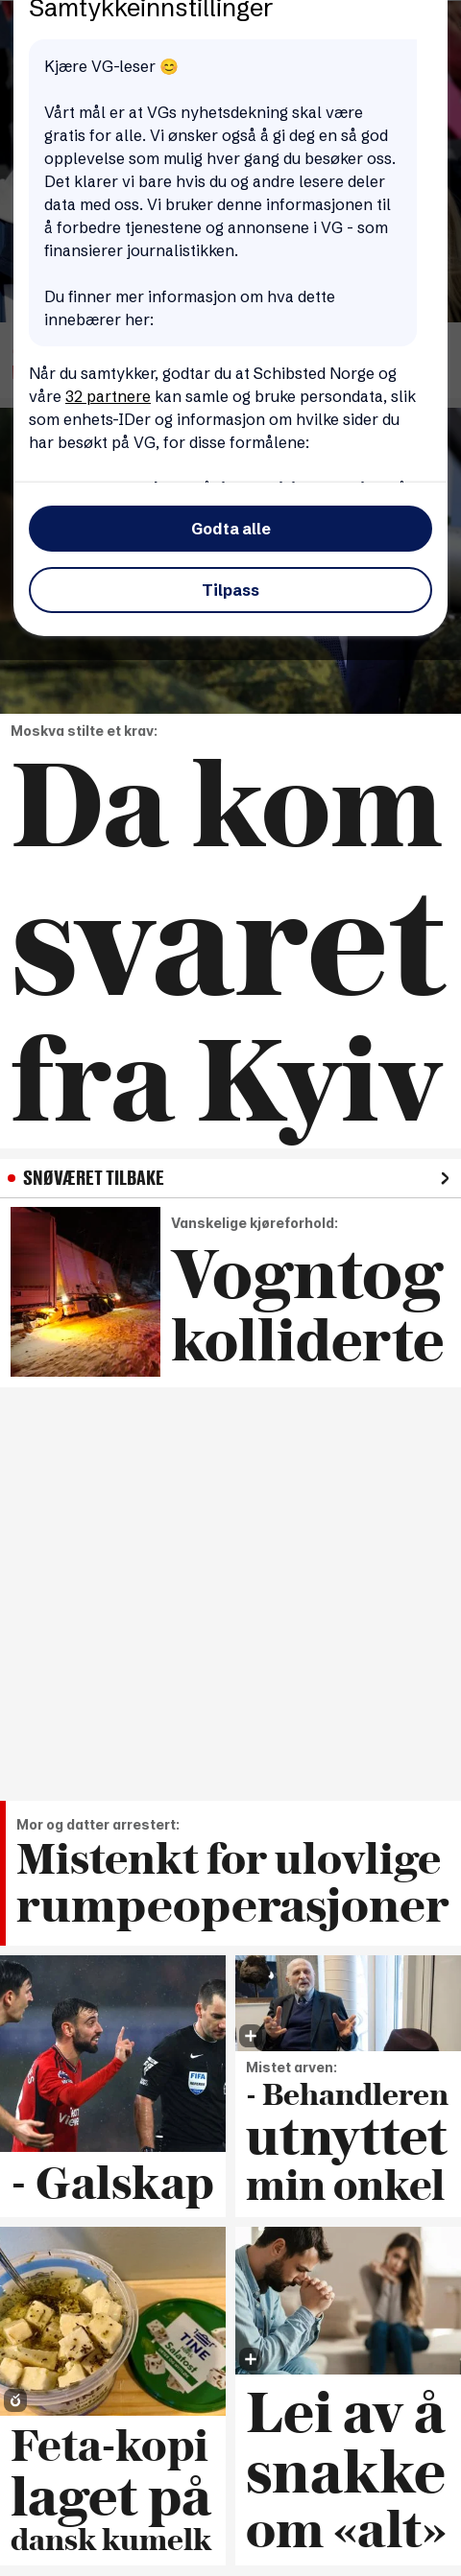 Samtykkeinnstillinger
Kjære VG-leser 😊
Vårt mål er at VGs nyhetsdekning skal være
gratis for alle. Vi ønsker også å gi deg en så god
opplevelse som mulig hver gang du besøker oss.
Det klarer vi bare hvis du og andre lesere deler
data med oss. Vi bruker denne informasjonen til
å forbedre tjenestene og annonsene i VG - som
finansierer journalistikken.
Du finner mer informasjon om hva dette
innebærer her:
Når du samtykker, godtar du at Schibsted Norge og
våre 32 partnere kan samle og bruke persondata, slik
som enhets-IDer og informasjon om hvilke sider du
har besøkt på VG, for disse formålene:
Godta alle
Tilpass
Moskva stilte et krav:
Da kom
svaret
fra Kyiv
SNØVÆRET TILBAKE
Vanskelige kjøreforhold:
Vogntog
kolliderte
Mor og datter arrestert:
Mistenkt for ulovlige
rumpeoperasjoner
FIFA
- Galskap
Mistet arven:
- Behandleren
utnyttet
min onkel
TINE
Salatost
Feta-kopi
laget på
dansk kumelk
Lei av å
snakke
om «alt»